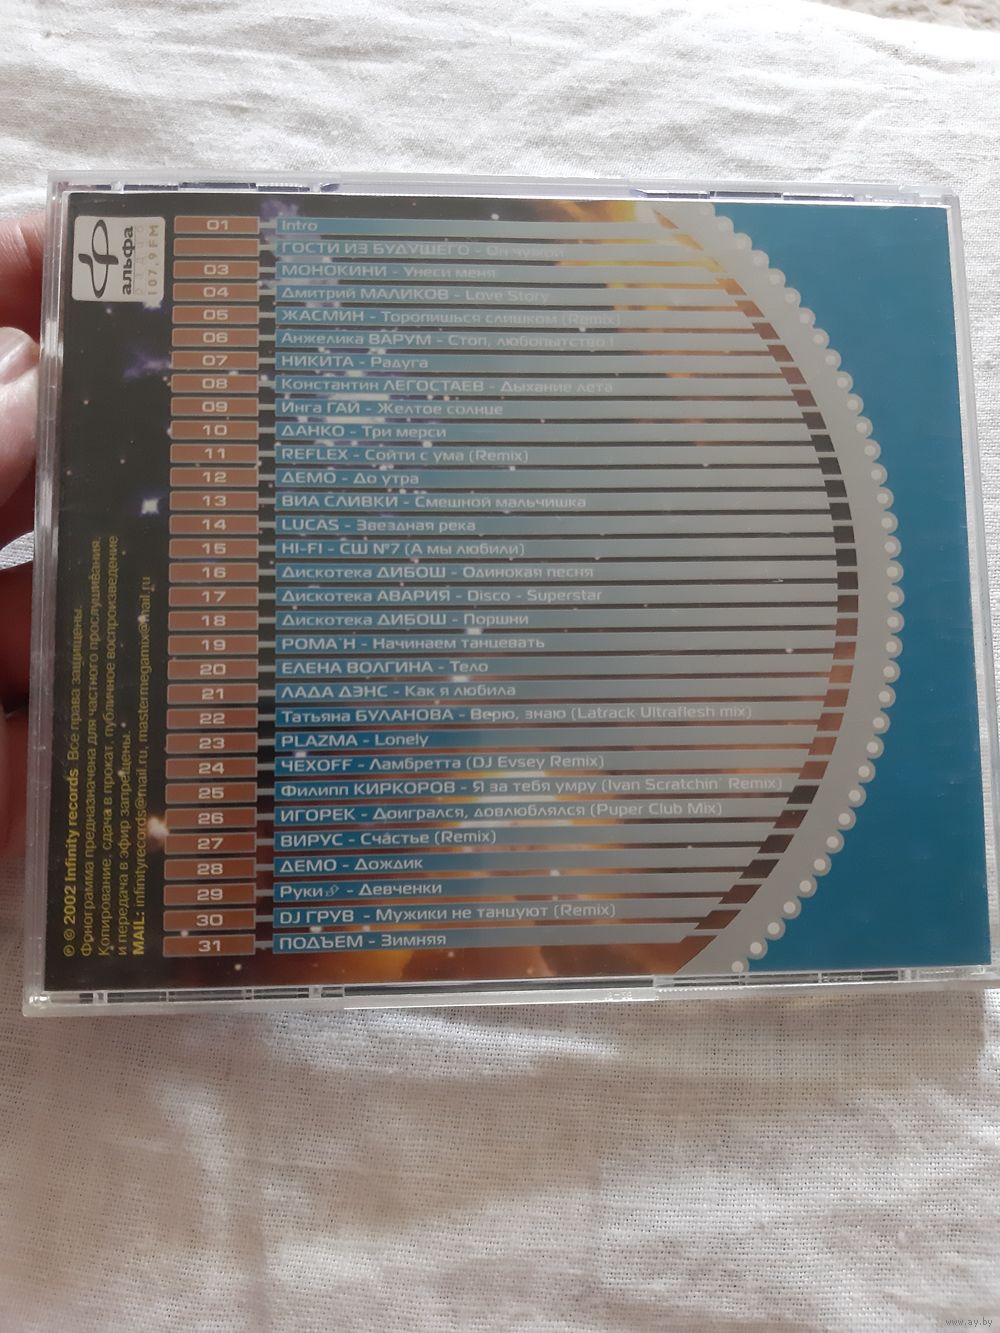 альфа
107.9 FM
01 Intro
ГОСТИ ИЗ БУДУЩЕГО - Он чужой
03 МОНОКИНИ - Унеси меня
04 Дмитрий МАЛИКОВ - Love Story
05 ЖАСМИН - Торопишься слишком (Remix)
06 Анжелика ВАРУМ - Стоп, любопытство !
07 НИКИТА - Радуга
08 Константин ЛЕГОСТАЕВ - Дыхание лета
09 Инга ГАЙ - Желтое солнце
10 ДАНКО - Три мерси
11 REFLEX - Сойти с ума (Remix)
12 ДЕМО - До утра
13 ВИА СЛИВКИ - Смешной мальчишка
14 LUCAS - Звездная река
15 HI-FI - СШ №7 (А мы любили)
16 Дискотека ДИБОШ - Одинокая песня
17 Дискотека АВАРИЯ - Disco - Superstar
18 Дискотека ДИБОШ - Поршни
19 РОМА`Н - Начинаем танцевать
20 ЕЛЕНА ВОЛГИНА - Тело
21 ЛАДА ДЭНС - Как я любила
22 Татьяна БУЛАНОВА - Верю, знаю (Latrack Ultraflesh mix)
23 PLAZMA - Lonely
24 ЧЕХОFF - Ламбретта (DJ Evsey Remix)
25 Филипп КИРКОРОВ - Я за тебя умру (Ivan Scratchin` Remix)
26 ИГОРЕК - Доигрался, довлюблялся (Puper Club Mix)
27 ВИРУС - Счастье (Remix)
28 ДЕМО - Дождик
29 Руки - Девченки
30 DJ ГРУВ - Мужики не танцуют (Remix)
31 ПОДЪЕМ - Зимняя
℗ © 2002 Infinity records Все права защищены.
Фонограмма предназначена для частного прослушивания.
Копирование, сдача в прокат, публичное воспроизведение
и передача в эфир запрещены.
MAIL: infinityrecords@mail.ru, mastermegamix@mail.ru
www.ay.by